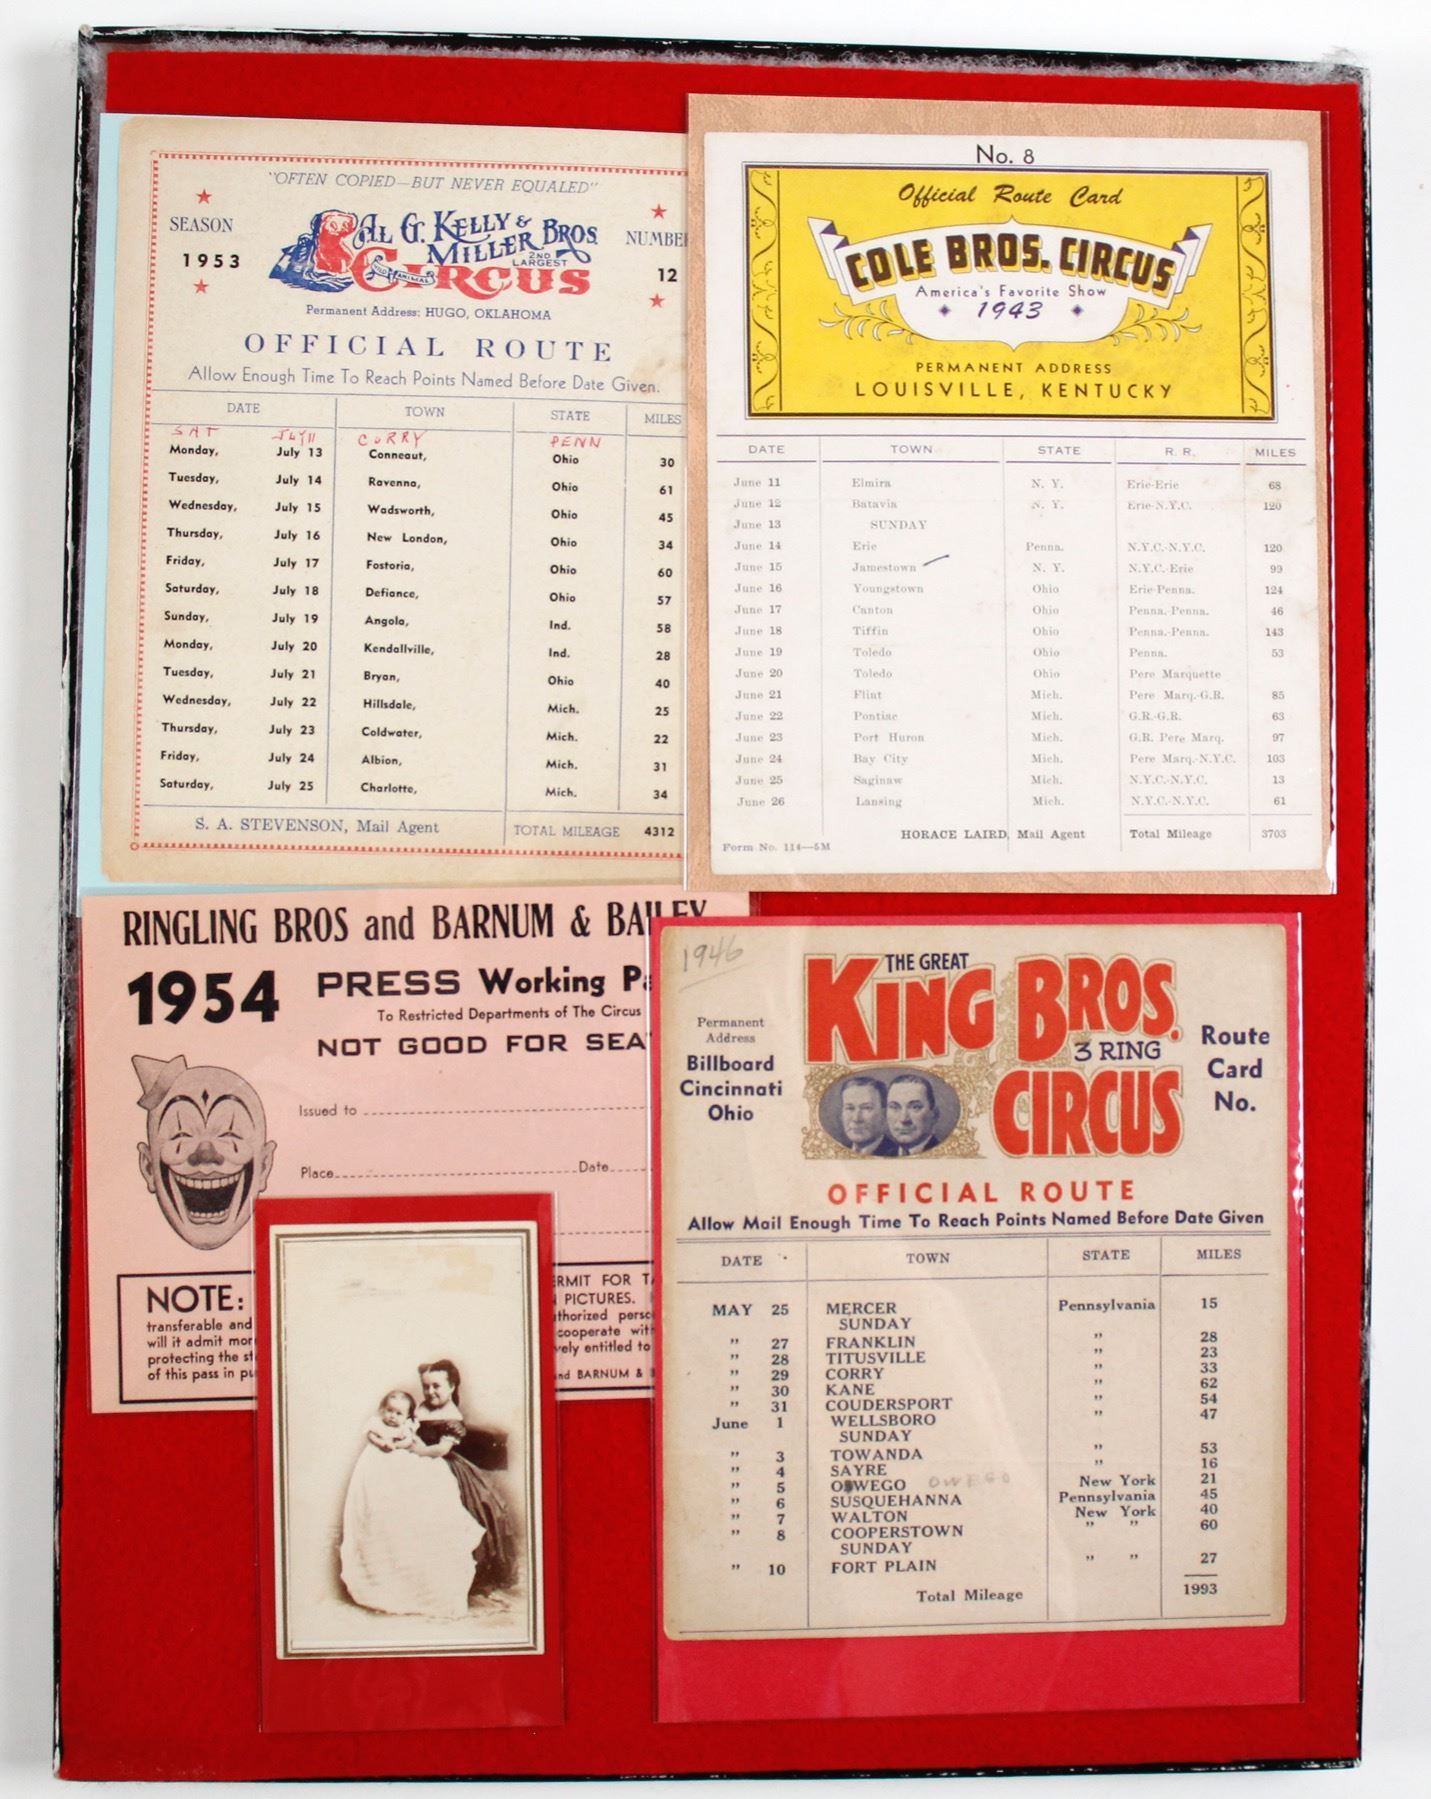 "OFTEN COPIED—BUT NEVER EQUALED"
SEASON
1953
AL G. KELLY &
MILLER BROS
2ND
LARGEST
WILD ANIMAL
CIRCUS
NUMBER
12
Permanent Address: HUGO, OKLAHOMA
OFFICIAL ROUTE
Allow Enough Time To Reach Points Named Before Date Given.
DATE TOWN STATE MILES
SAT JULY 11 CORRY PENN
Monday, July 13 Conneaut, Ohio 30
Tuesday, July 14 Ravenna, Ohio 61
Wednesday, July 15 Wadsworth, Ohio 45
Thursday, July 16 New London, Ohio 34
Friday, July 17 Fostoria, Ohio 60
Saturday, July 18 Defiance, Ohio 57
Sunday, July 19 Angola, Ind. 58
Monday, July 20 Kendallville, Ind. 28
Tuesday, July 21 Bryan, Ohio 40
Wednesday, July 22 Hillsdale, Mich. 25
Thursday, July 23 Coldwater, Mich. 22
Friday, July 24 Albion, Mich. 31
Saturday, July 25 Charlotte, Mich. 34
S. A. STEVENSON, Mail Agent TOTAL MILEAGE 4312
No. 8
Official Route Card
COLE BROS. CIRCUS
America's Favorite Show
1943
PERMANENT ADDRESS
LOUISVILLE, KENTUCKY
DATE TOWN STATE R. R. MILES
June 11 Elmira N. Y. Erie-Erie 68
June 12 Batavia N. Y. Erie-N.Y.C. 120
June 13 SUNDAY
June 14 Erie Penna. N.Y.C.-N.Y.C. 120
June 15 Jamestown N. Y. N.Y.C.-Erie 99
June 16 Youngstown Ohio Erie-Penna. 124
June 17 Canton Ohio Penna.-Penna. 46
June 18 Tiffin Ohio Penna.-Penna. 143
June 19 Toledo Ohio Penna. 53
June 20 Toledo Ohio Pere Marquette
June 21 Flint Mich. Pere Marq.-G.R. 85
June 22 Pontiac Mich. G.R.-G.R. 63
June 23 Port Huron Mich. G.R. Pere Marq. 97
June 24 Bay City Mich. Pere Marq.-N.Y.C. 103
June 25 Saginaw Mich. N.Y.C.-N.Y.C. 13
June 26 Lansing Mich. N.Y.C.-N.Y.C. 61
HORACE LAIRD, Mail Agent Total Mileage 3703
Form No. 114—5M
RINGLING BROS and BARNUM & BAILEY
1954
PRESS Working Pa
To Restricted Departments of The Circus
NOT GOOD FOR SEA
Issued to
Place Date
NOTE:
transferable and
will it admit mor
protecting the st
of this pass in pu
ERMIT FOR TA
PICTURES.
thorized perso
cooperate with
vely entitled to
nd BARNUM & B
1946
Permanent
Address
Billboard
Cincinnati
Ohio
THE GREAT
KING BROS.
3 RING
CIRCUS
Route
Card
No.
OFFICIAL ROUTE
Allow Mail Enough Time To Reach Points Named Before Date Given
DATE TOWN STATE MILES
MAY 25 MERCER Pennsylvania 15
SUNDAY
" 27 FRANKLIN " 28
" 28 TITUSVILLE " 23
" 29 CORRY " 33
" 30 KANE " 62
" 31 COUDERSPORT " 54
June 1 WELLSBORO " 47
SUNDAY
" 3 TOWANDA " 53
" 4 SAYRE " 16
" 5 OSWEGO OWEGO New York 21
" 6 SUSQUEHANNA Pennsylvania 45
" 7 WALTON New York 40
" 8 COOPERSTOWN " " 60
SUNDAY
" 10 FORT PLAIN " " 27
Total Mileage 1993